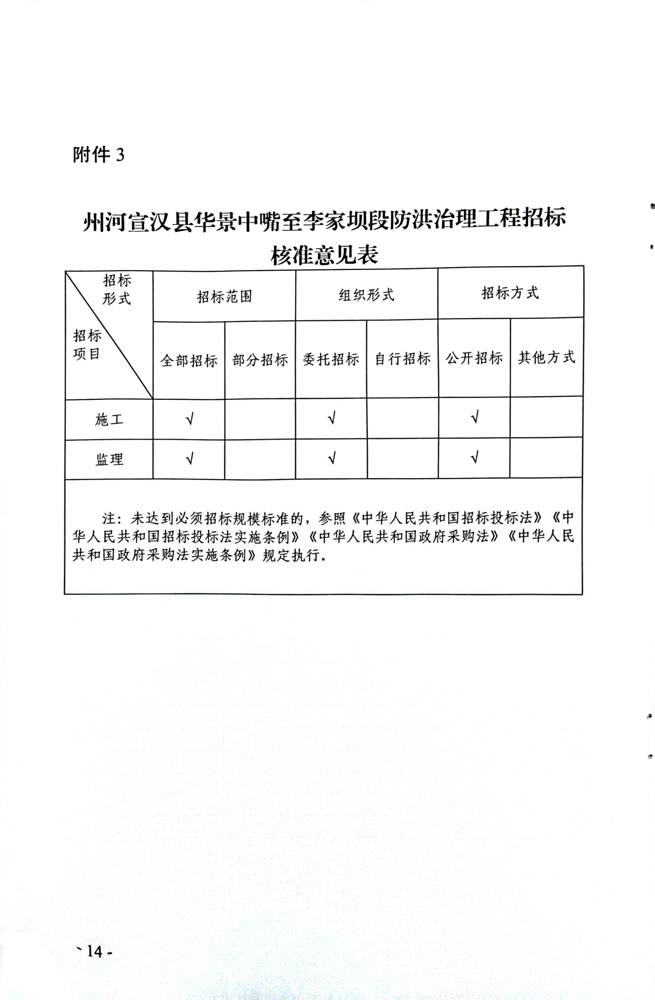 附件 3
州河宣汉县华景中嘴至李家坝段防洪治理工程招标
核准意见表
招标
形式
招标范围
组织形式
招标方式
招标
项目
全部招标
部分招标
委托招标
自行招标
公开招标
其他方式
施工
√
√
√
监理
√
√
√
注：未达到必须招标规模标准的，参照《中华人民共和国招标投标法》《中
华人民共和国招标投标法实施条例》《中华人民共和国政府采购法》《中华人民
共和国政府采购法实施条例》规定执行。
- 14 -